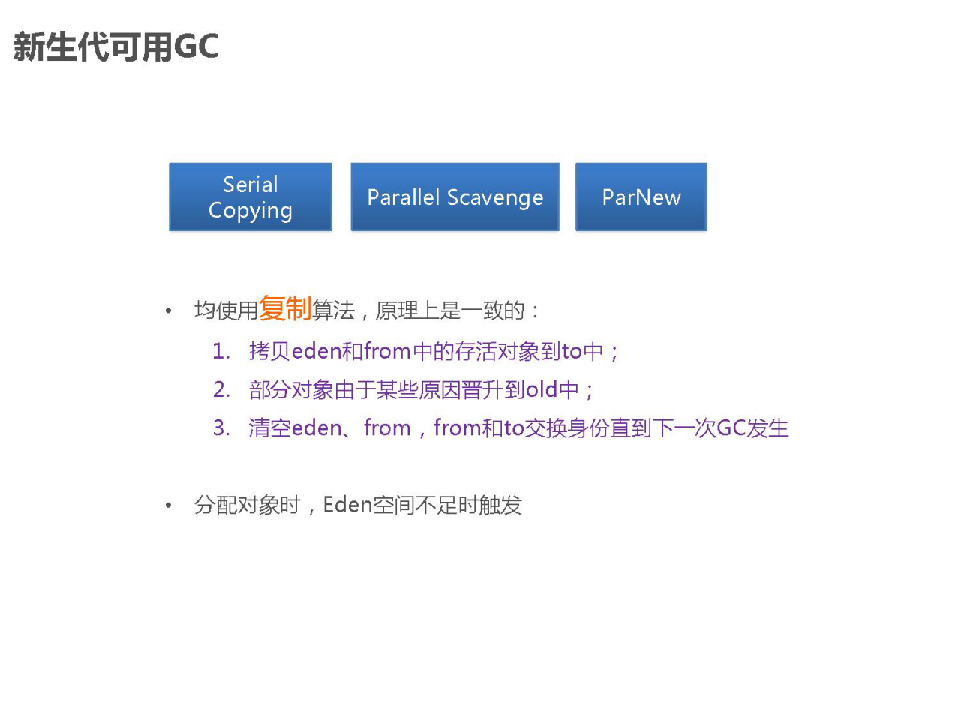 新生代可用GC
Serial
Copying
Parallel Scavenge
ParNew
• 均使用复制算法，原理上是一致的：
1. 拷贝eden和from中的存活对象到to中；
2. 部分对象由于某些原因晋升到old中；
3. 清空eden、from，from和to交换身份直到下一次GC发生
• 分配对象时，Eden空间不足时触发